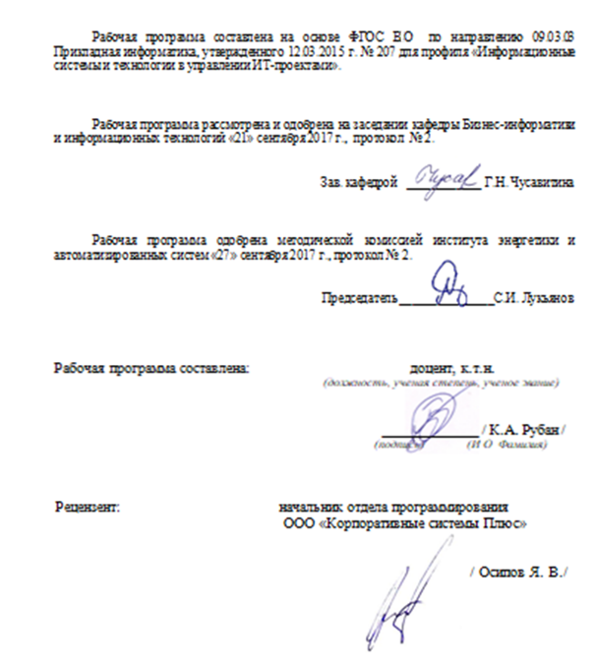 Рабочая программа составлена на основе ФГОС ВО по направлению 09.03.03
Прикладная информатика, утвержденного 12.03.2015 г. № 207 для профиля «Информационные
системы и технологии в управлении ИТ-проектами».
Рабочая программа рассмотрена и одобрена на заседании кафедры Бизнес-информатики
и информационных технологий «21» сентября 2017 г., протокол № 2.
Зав. кафедрой Г.Н. Чусавитина
Рабочая программа одобрена методической комиссией института энергетики и
автоматизированных систем «27» сентября 2017 г., протокол № 2.
Председатель С.И. Лукьянов
Рабочая программа составлена: доцент, к.т.н.
(должность, ученая степень, ученое звание)
/ К.А. Рубан /
(подпись) (И О Фамилия)
Рецензент: начальник отдела программирования
ООО «Корпоративные системы Плюс»
/ Осипов Я. В./